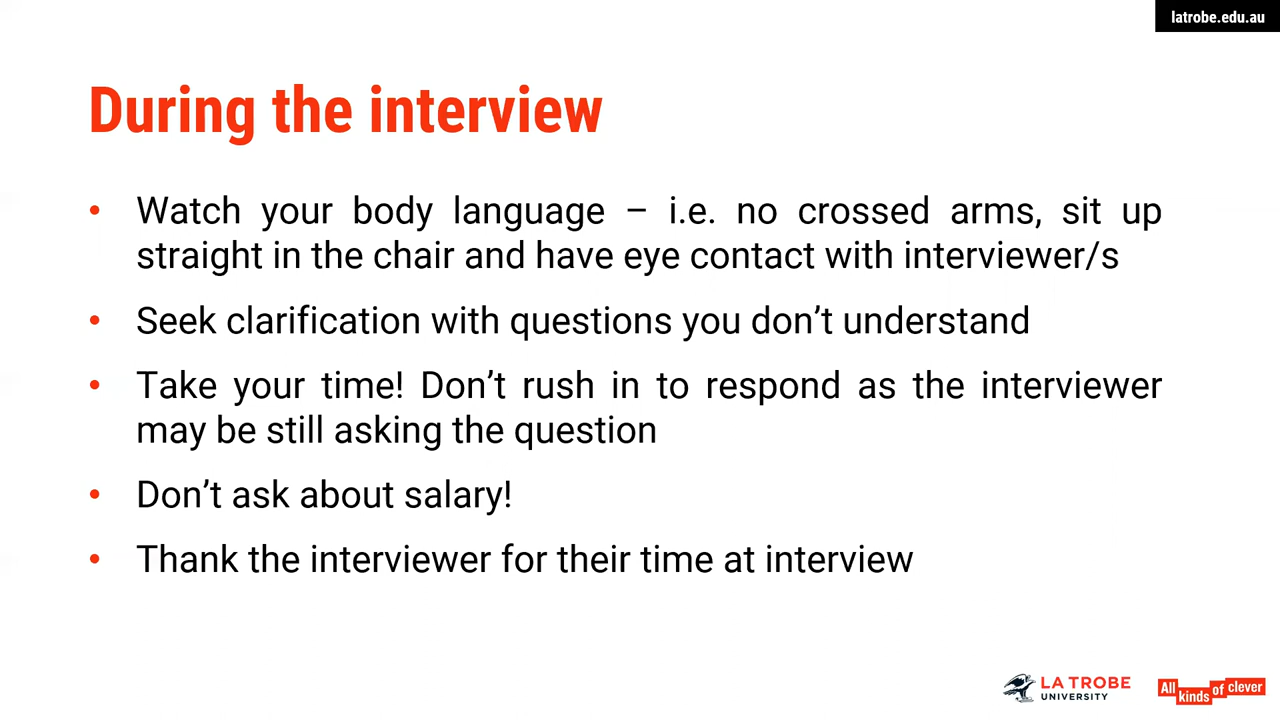 latrobe.edu.au
During the interview
• Watch your body language – i.e. no crossed arms, sit up
straight in the chair and have eye contact with interviewer/s
• Seek clarification with questions you don’t understand
• Take your time! Don’t rush in to respond as the interviewer
may be still asking the question
• Don’t ask about salary!
• Thank the interviewer for their time at interview
LA TROBE
UNIVERSITY
All kinds of clever